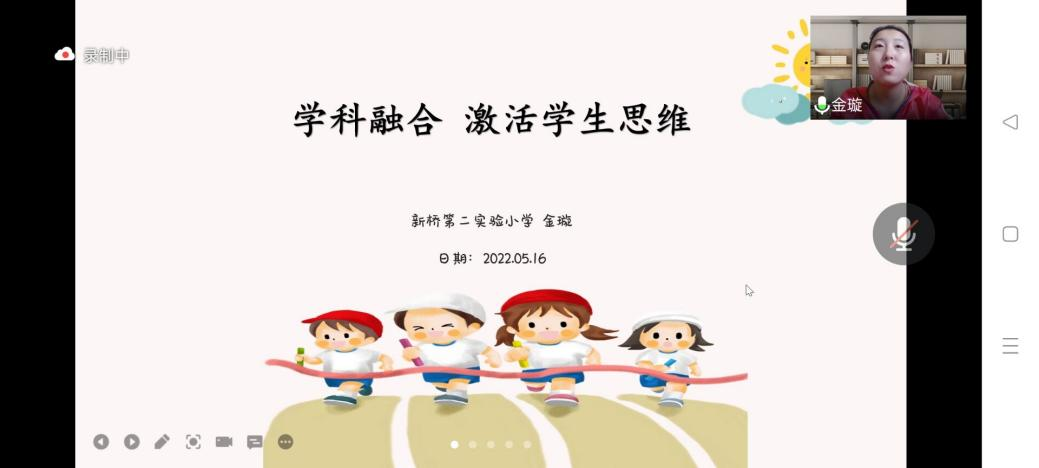 录制中
金璇
学科融合 激活学生思维
新桥第二实验小学 金璇
日期：2022.05.16